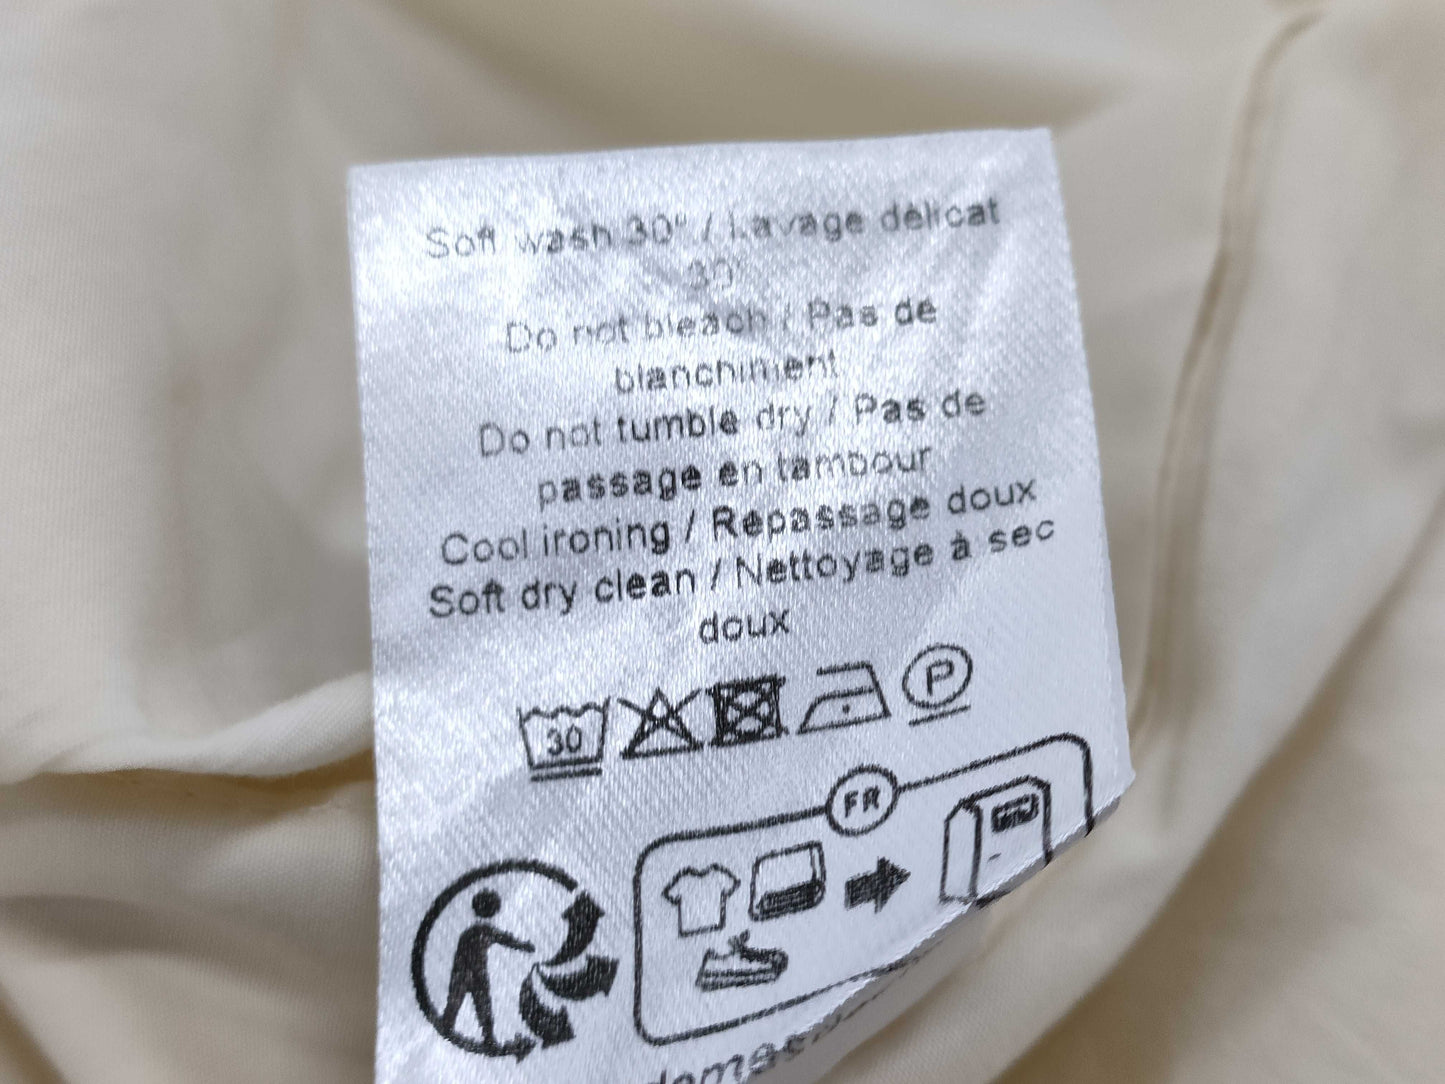 Soft wash 30° / Lavage délicat
30°
Do not bleach / Pas de
blanchiment
Do not tumble dry / Pas de
passage en tambour
Cool ironing / Repassage doux
Soft dry clean / Nettoyage à sec
doux
30
P
FR